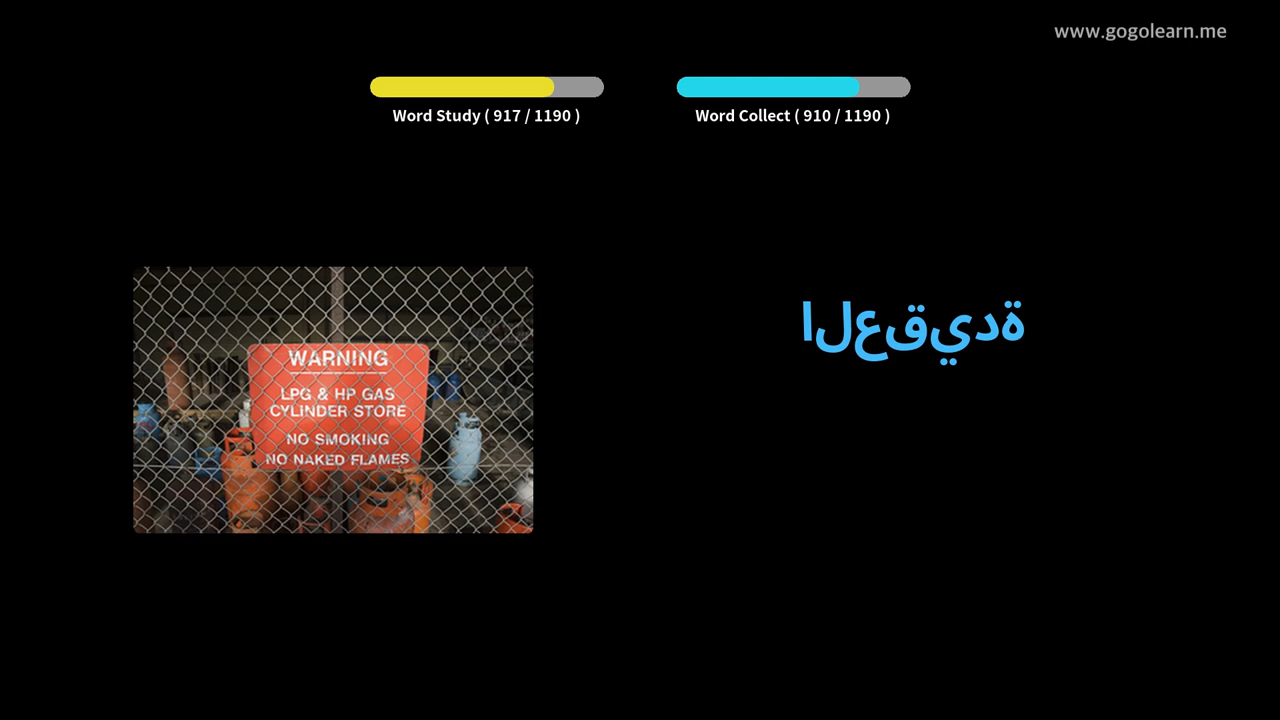 www.gogolearn.me
Word Study ( 917 / 1190 )
Word Collect ( 910 / 1190 )
WARNING
LPG & HP GAS
CYLINDER STORE
NO SMOKING
NO NAKED FLAMES
العقيدة